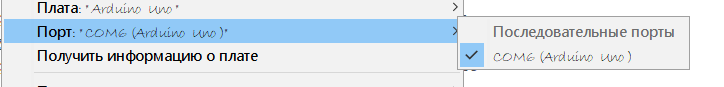 Плата: "Arduino Uno"
Порт: "COM6 (Arduino Uno)"
Получить информацию о плате
Последовательные порты
COM6 (Arduino Uno)